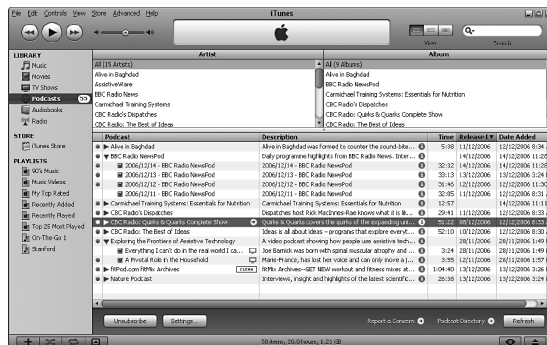 File Edit Controls View Store Advanced Help
iTunes
View
Search
LIBRARY
Music
Movies
TV Shows
Podcasts
Audiobooks
Radio
STORE
iTunes Store
PLAYLISTS
90's Music
Music Videos
My Top Rated
Recently Added
Recently Played
Top 25 Most Played
On-The-Go 1
Stanford
Artist Album
All (15 Artists) All (9 Albums)
Alive in Baghdad Alive in Baghdad
AssistiveWare BBC Radio NewsPod
BBC Radio News Carmichael Training Systems: Essentials for Nutrition
Carmichael Training Systems CBC Radio's Dispatches
CBC Radio's Dispatches CBC Radio: Quirks & Quarks Complete Show
CBC Radio: The Best of Ideas CBC Radio: The Best of Ideas
Podcast Description Time Date Added
Alive in Baghdad Alive in Baghdad was formed to counter the sound-bite... 5:38 11/12/2006
BBC Radio NewsPod Daily programme highlights from BBC Radio News. Inter... 14/12/2006
2006/12/14 - BBC Radio NewsPod 2006/12/14 - BBC Radio NewsPod 32:32 14/12/2006
2006/12/13 - BBC Radio NewsPod 2006/12/13 - BBC Radio NewsPod 33:13 13/12/2006
2006/12/12 - BBC Radio NewsPod 2006/12/12 - BBC Radio NewsPod 31:46 12/12/2006
2006/12/11 - BBC Radio NewsPod 2006/12/11 - BBC Radio NewsPod 32:05 11/12/2006
Carmichael Training Systems: Essentials for Nutrition 12:57
CBC Radio's Dispatches Dispatches host Rick MacInnes-Rae knows what it is lik... 29:41 11/12/2006
CBC Radio: Quirks & Quarks Complete Show Quirks & Quarks covers the quirks of the expanding uni...
CBC Radio: The Best of Ideas Ideas is all about ideas – programs that explore everyt... 52:10
Exploring the Frontiers of Assistive Technology A video podcast showing how people use assistive tech... 28/11/2006
Everything I can't do in the real world I ca... Joe Barnick was born with spinal muscular atrophy and ... 3:24 28/11/2006
A Pivotal Role in the Household Marie-France, has lost her voice and can only move a j... 3:55 12/12/2006
fitPod.com fitMix Archives CLEAN fitMix Archives--GET NEW workout and fitness mixes at... 1:04:40 13/12/2006
Nature Podcast Interviews, insight and highlights of the latest scientific... 26:38
Unsubscribe Settings... Report a Concern Podcast Directory Refresh
50 items, 20.0 hours, 1.21 GB